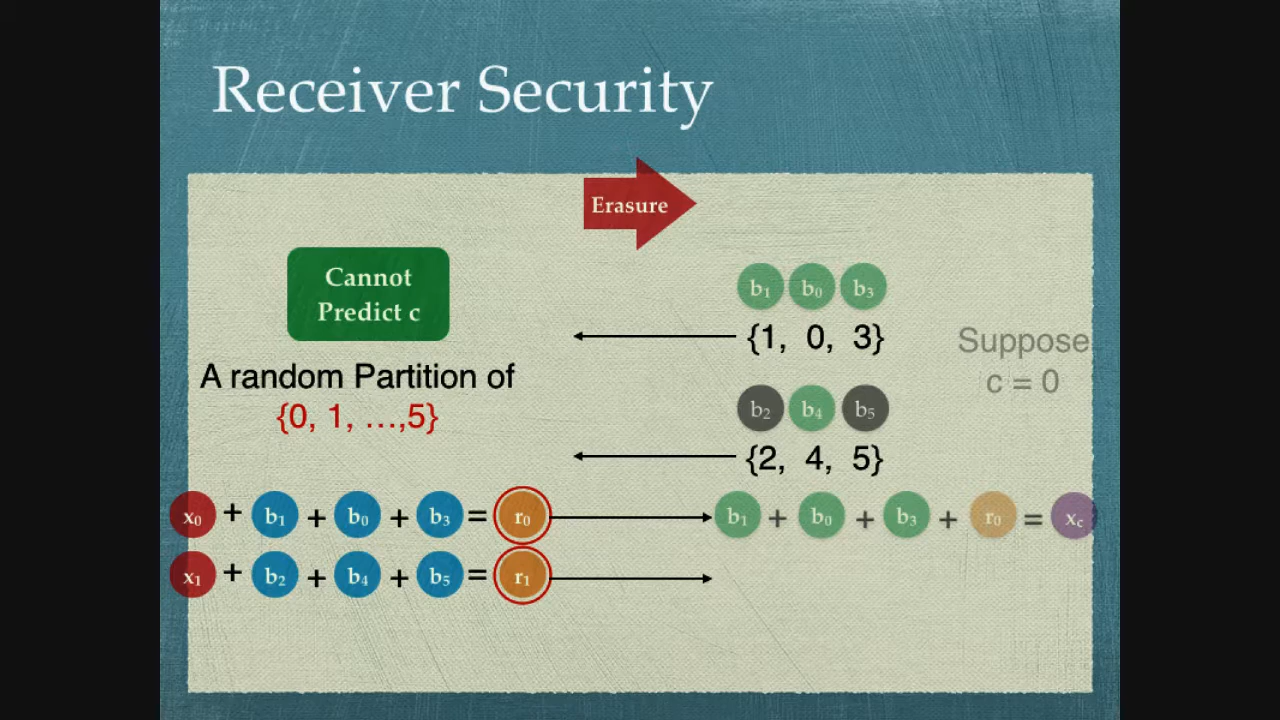 Receiver Security
Erasure
Cannot
Predict c
b₁ b₀ b₃
{1, 0, 3}
Suppose
c = 0
A random Partition of
{0, 1, …,5}
b₂ b₄ b₅
{2, 4, 5}
x₀ + b₁ + b₀ + b₃ = r₀
b₁ + b₀ + b₃ + r₀ = x꜀
x₁ + b₂ + b₄ + b₅ = r₁